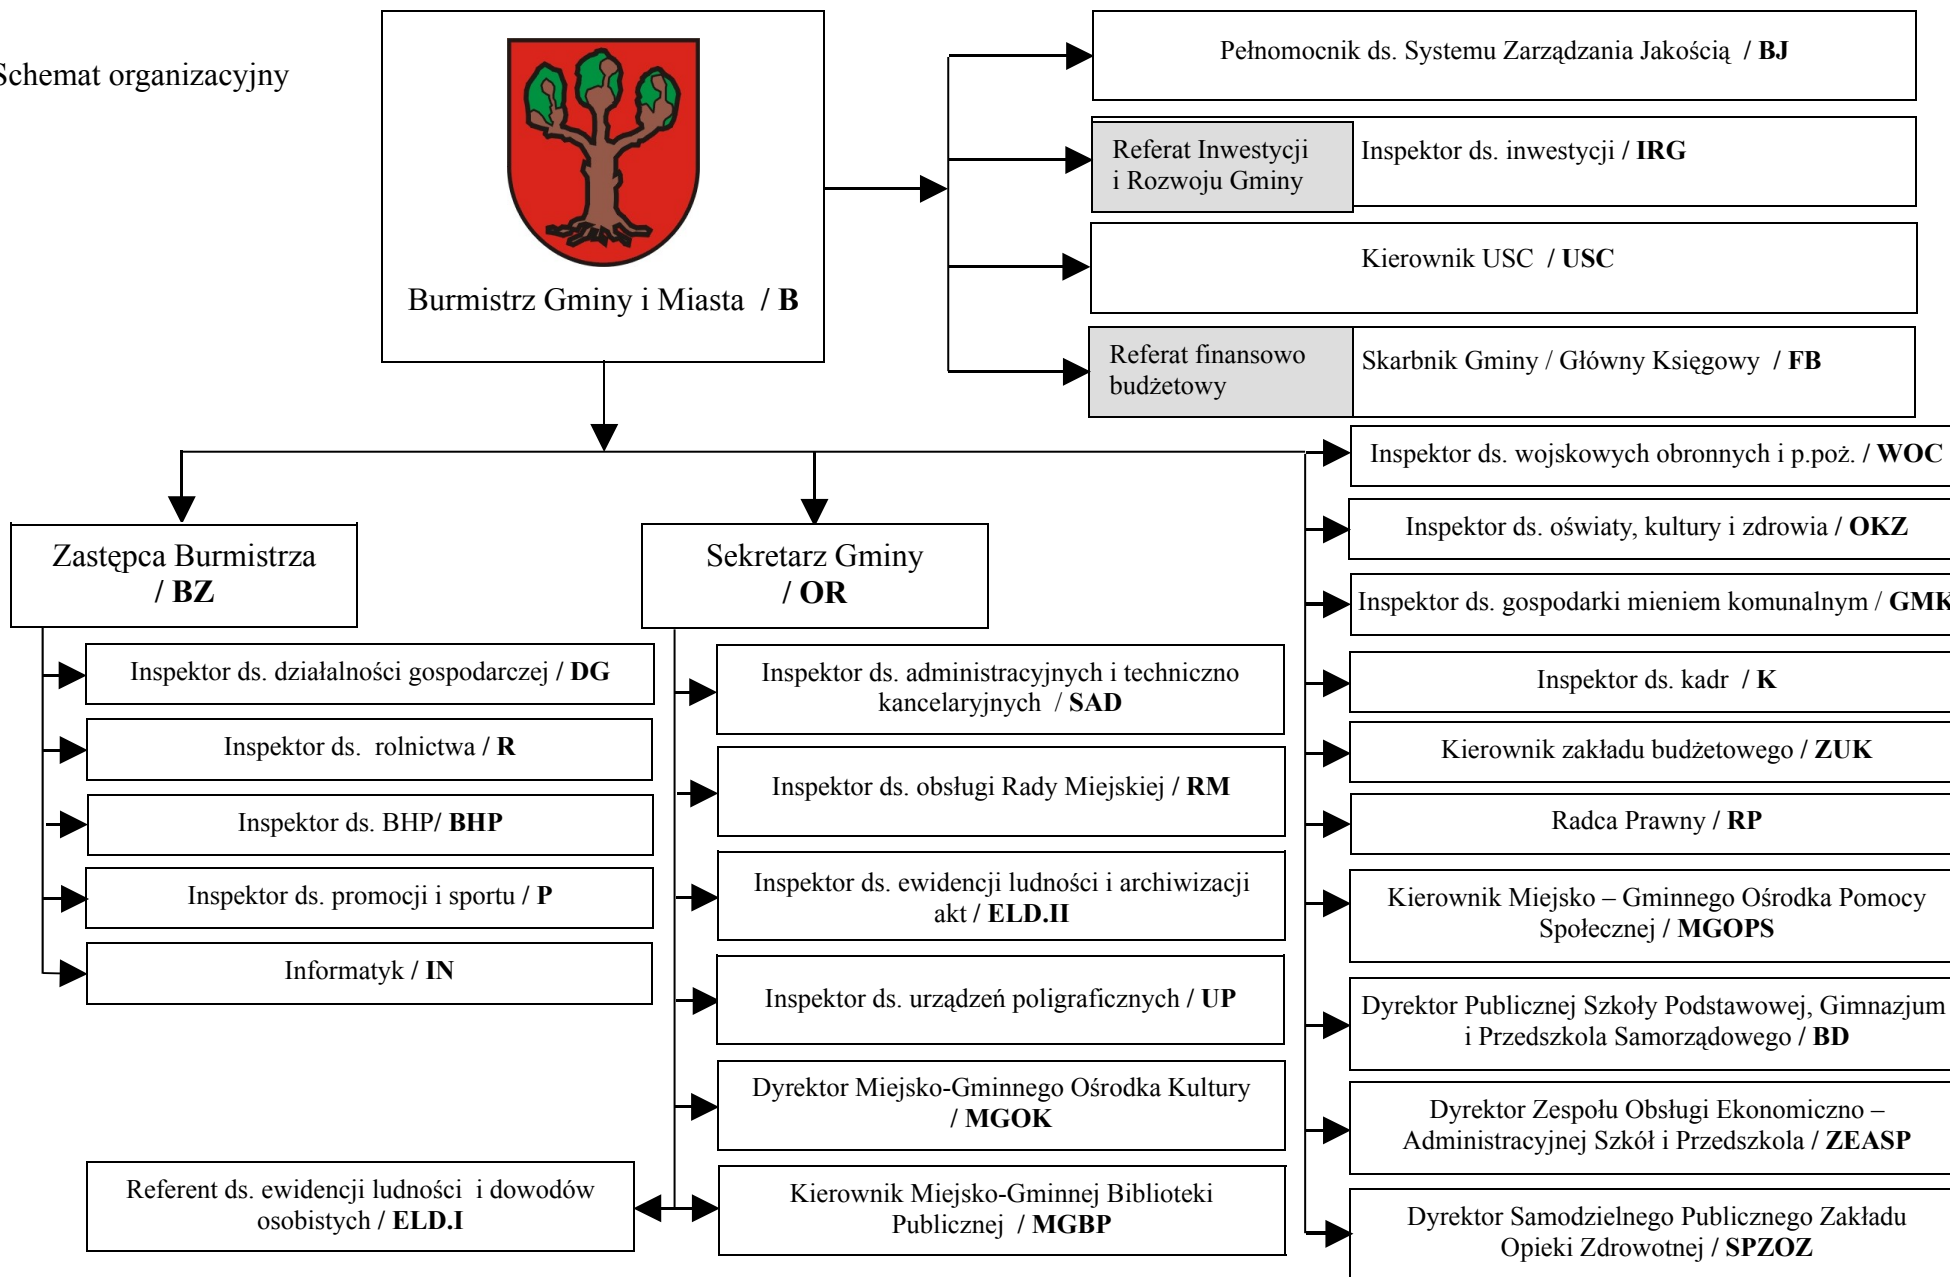 Schemat organizacyjny
Burmistrz Gminy i Miasta / B
Pełnomocnik ds. Systemu Zarządzania Jakością / BJ
Referat Inwestycji
i Rozwoju Gminy
Inspektor ds. inwestycji / IRG
Kierownik USC / USC
Referat finansowo
budżetowy
Skarbnik Gminy / Główny Księgowy / FB
Zastępca Burmistrza
/ BZ
Inspektor ds. działalności gospodarczej / DG
Inspektor ds. rolnictwa / R
Inspektor ds. BHP/ BHP
Inspektor ds. promocji i sportu / P
Informatyk / IN
Sekretarz Gminy
/ OR
Inspektor ds. administracyjnych i techniczno
kancelaryjnych / SAD
Inspektor ds. obsługi Rady Miejskiej / RM
Inspektor ds. ewidencji ludności i archiwizacji
akt / ELD.II
Inspektor ds. urządzeń poligraficznych / UP
Dyrektor Miejsko-Gminnego Ośrodka Kultury
/ MGOK
Referent ds. ewidencji ludności i dowodów
osobistych / ELD.I
Kierownik Miejsko-Gminnej Biblioteki
Publicznej / MGBP
Inspektor ds. wojskowych obronnych i p.poż. / WOC
Inspektor ds. oświaty, kultury i zdrowia / OKZ
Inspektor ds. gospodarki mieniem komunalnym / GMK
Inspektor ds. kadr / K
Kierownik zakładu budżetowego / ZUK
Radca Prawny / RP
Kierownik Miejsko – Gminnego Ośrodka Pomocy
Społecznej / MGOPS
Dyrektor Publicznej Szkoły Podstawowej, Gimnazjum
i Przedszkola Samorządowego / BD
Dyrektor Zespołu Obsługi Ekonomiczno –
Administracyjnej Szkół i Przedszkola / ZEASP
Dyrektor Samodzielnego Publicznego Zakładu
Opieki Zdrowotnej / SPZOZ